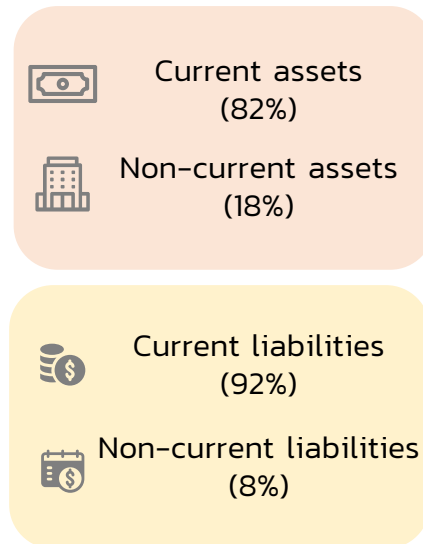 Current assets
(82%)
Non-current assets
(18%)
Current liabilities
(92%)
Non-current liabilities
(8%)